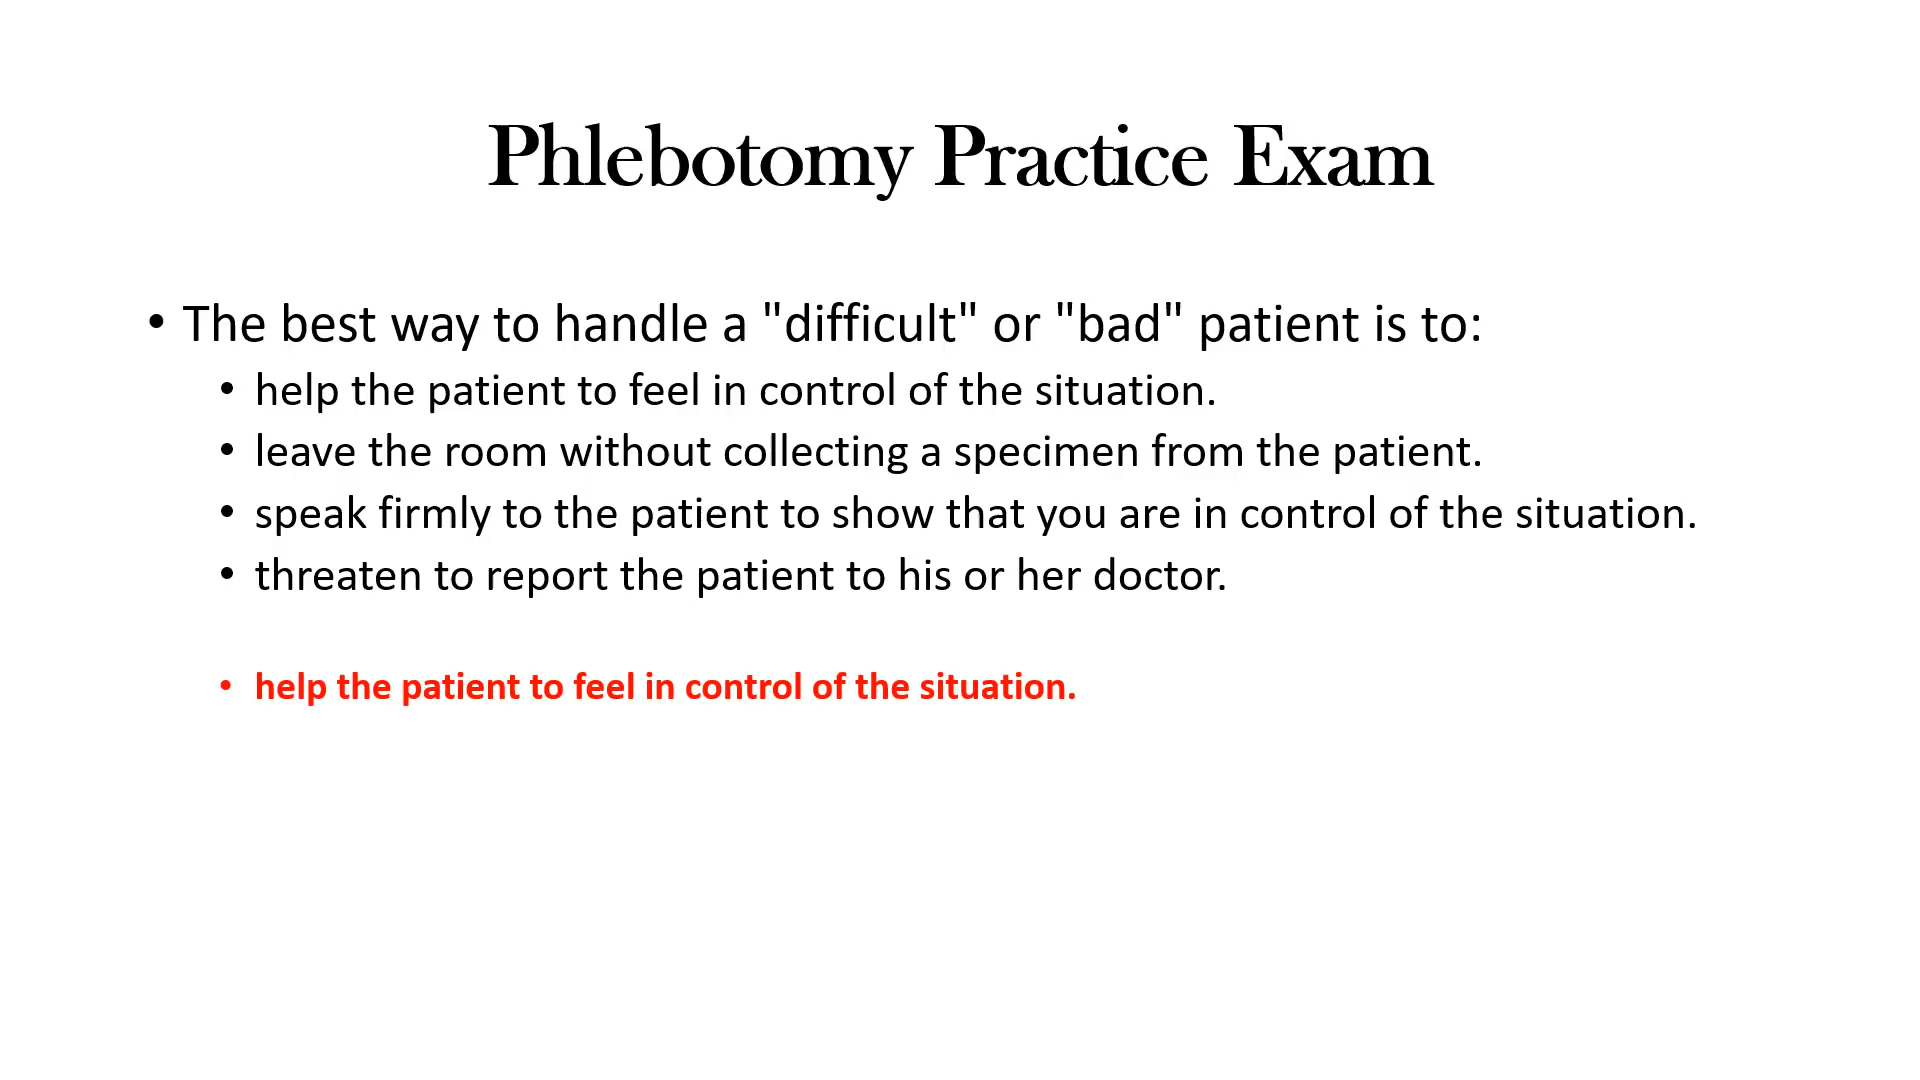 Phlebotomy Practice Exam
• The best way to handle a "difficult" or "bad" patient is to:
• help the patient to feel in control of the situation.
• leave the room without collecting a specimen from the patient.
• speak firmly to the patient to show that you are in control of the situation.
• threaten to report the patient to his or her doctor.
• help the patient to feel in control of the situation.